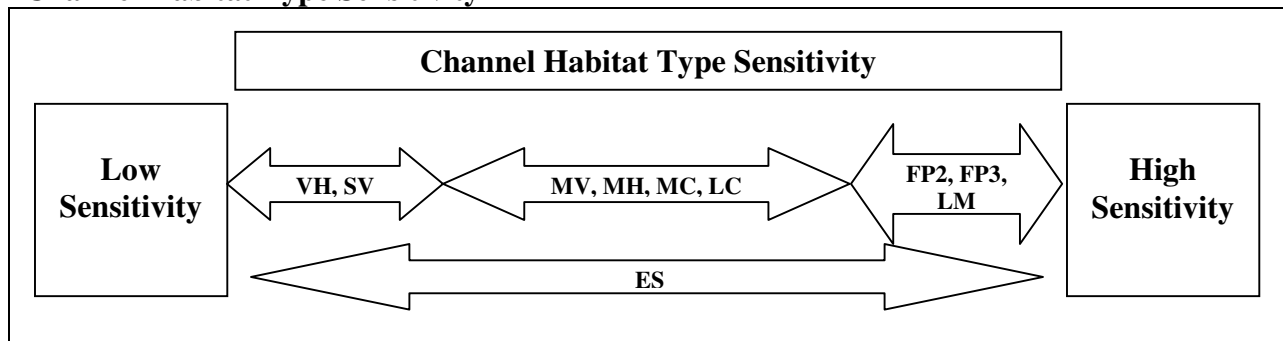 Channel Habitat Type Sensitivity
Low
Sensitivity
VH, SV
MV, MH, MC, LC
FP2, FP3,
LM
High
Sensitivity
ES